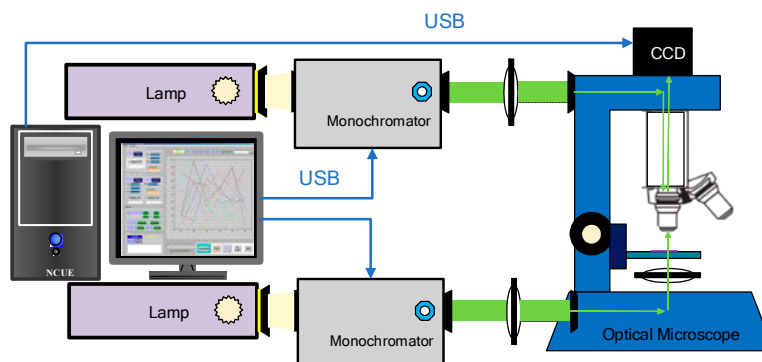 USB
CCD
Lamp
Monochromator
USB
NCUE
Lamp
Monochromator
Optical Microscope